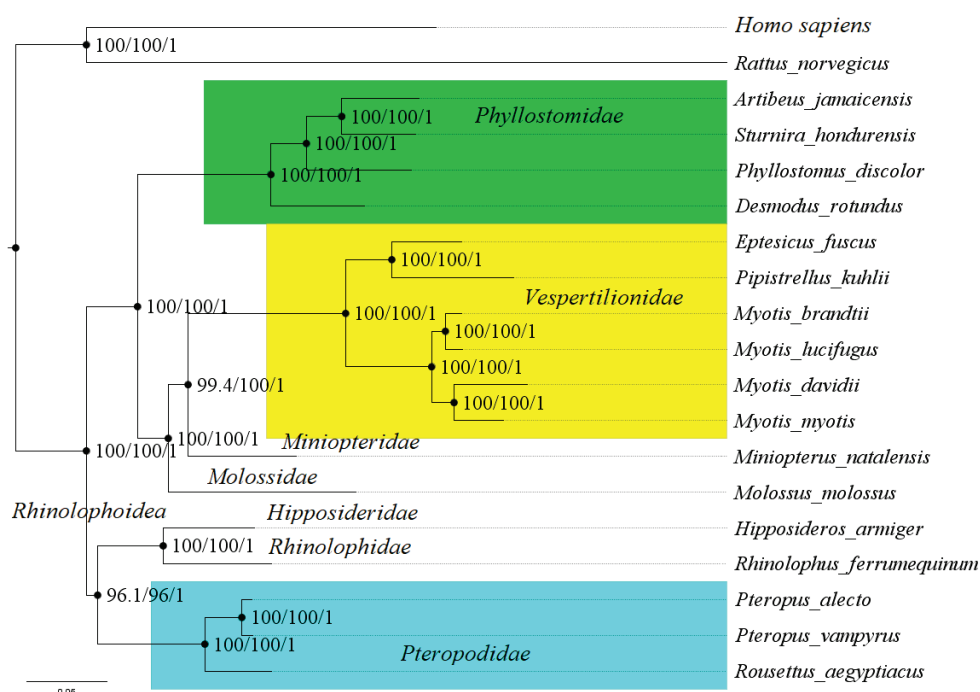 Homo sapiens
100/100/1
Rattus_norvegicus
Artibeus_jamaicensis
100/100/1
Phyllostomidae
Sturnira_hondurensis
100/100/1
Phyllostomus_discolor
100/100/1
Desmodus_rotundus
Eptesicus_fuscus
100/100/1
Pipistrellus_kuhlii
Vespertilionidae
100/100/1
100/100/1
Myotis_brandtii
100/100/1
Myotis_lucifugus
100/100/1
99.4/100/1
Myotis_davidii
100/100/1
Myotis_myotis
100/100/1
100/100/1
Miniopteridae
Miniopterus_natalensis
Molossidae
Molossus_molossus
Rhinolophoidea
Hipposideridae
Hipposideros_armiger
100/100/1
Rhinolophidae
Rhinolophus_ferrumequinum
96.1/96/1
Pteropus_alecto
100/100/1
Pteropus_vampyrus
100/100/1
Pteropodidae
Rousettus_aegyptiacus